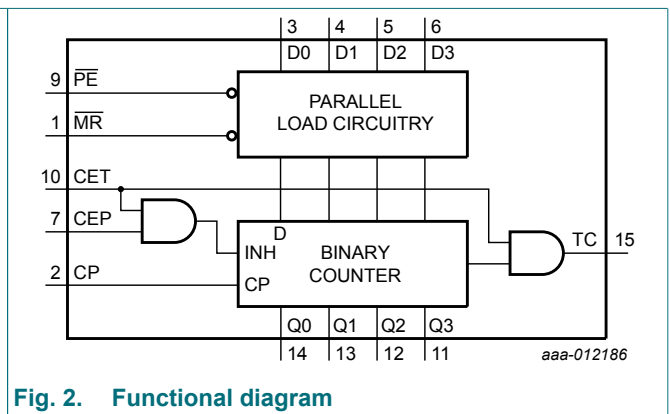 3 4 5 6
D0 D1 D2 D3
9 P̅E̅
PARALLEL
LOAD CIRCUITRY
1 M̅R̅
10 CET
7 CEP
D
INH
BINARY
COUNTER
TC 15
2 CP
CP
Q0 Q1 Q2 Q3
14 13 12 11
aaa-012186
Fig. 2. Functional diagram